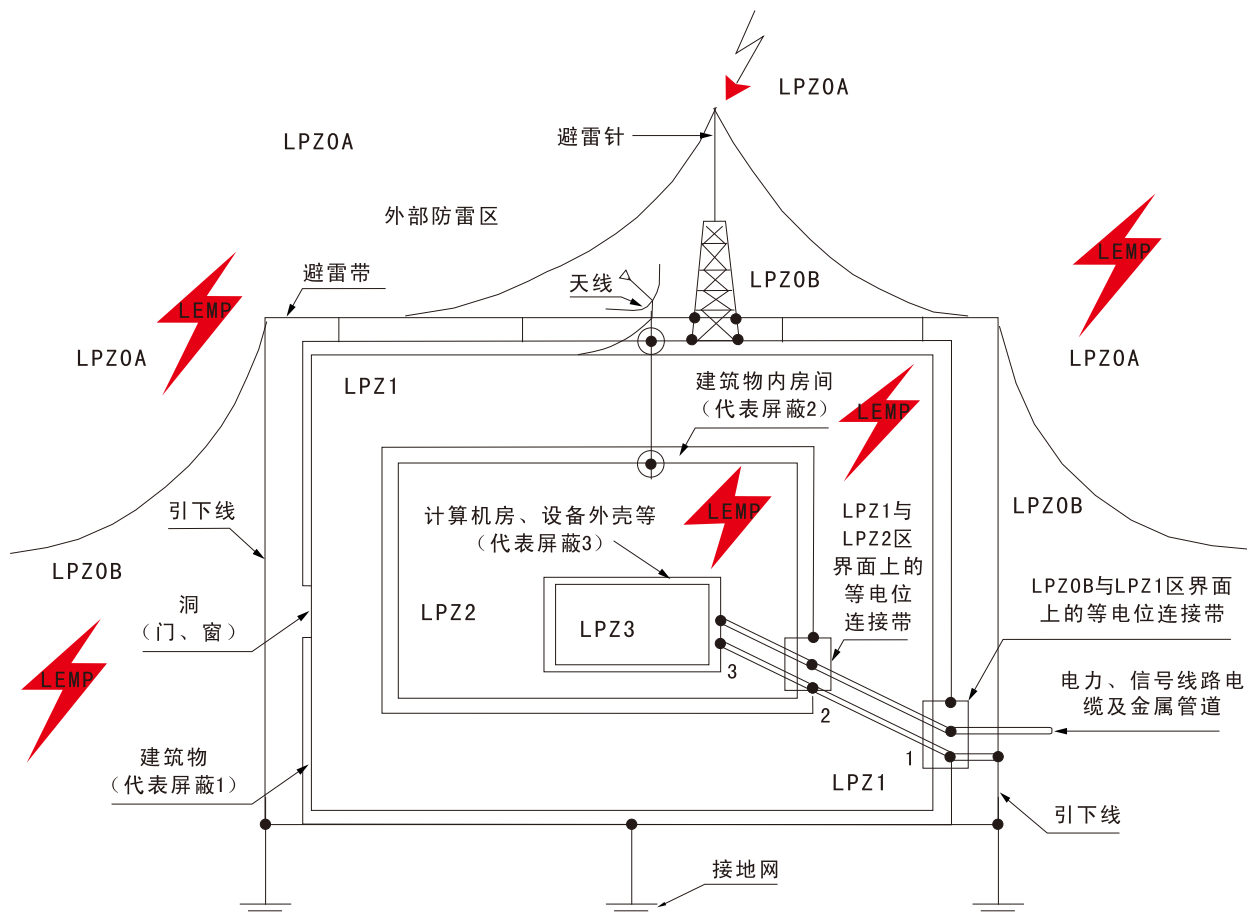 LPZ0A
避雷针
LPZ0A
外部防雷区
LEMP
避雷带
天线
LPZ0B
LEMP
LPZ0A
LPZ0A
LPZ1
建筑物内房间
（代表屏蔽2）
LEMP
引下线
计算机房、设备外壳等
（代表屏蔽3）
LEMP
LPZ1与
LPZ2区
界面上的
等电位
连接带
LPZ0B
LPZ0B
洞
（门、窗）
LPZ2
LPZ3
LPZ0B与LPZ1区界面
上的等电位连接带
LEMP
3
电力、信号线路电
缆及金属管道
2
建筑物
（代表屏蔽1）
1
LPZ1
引下线
接地网